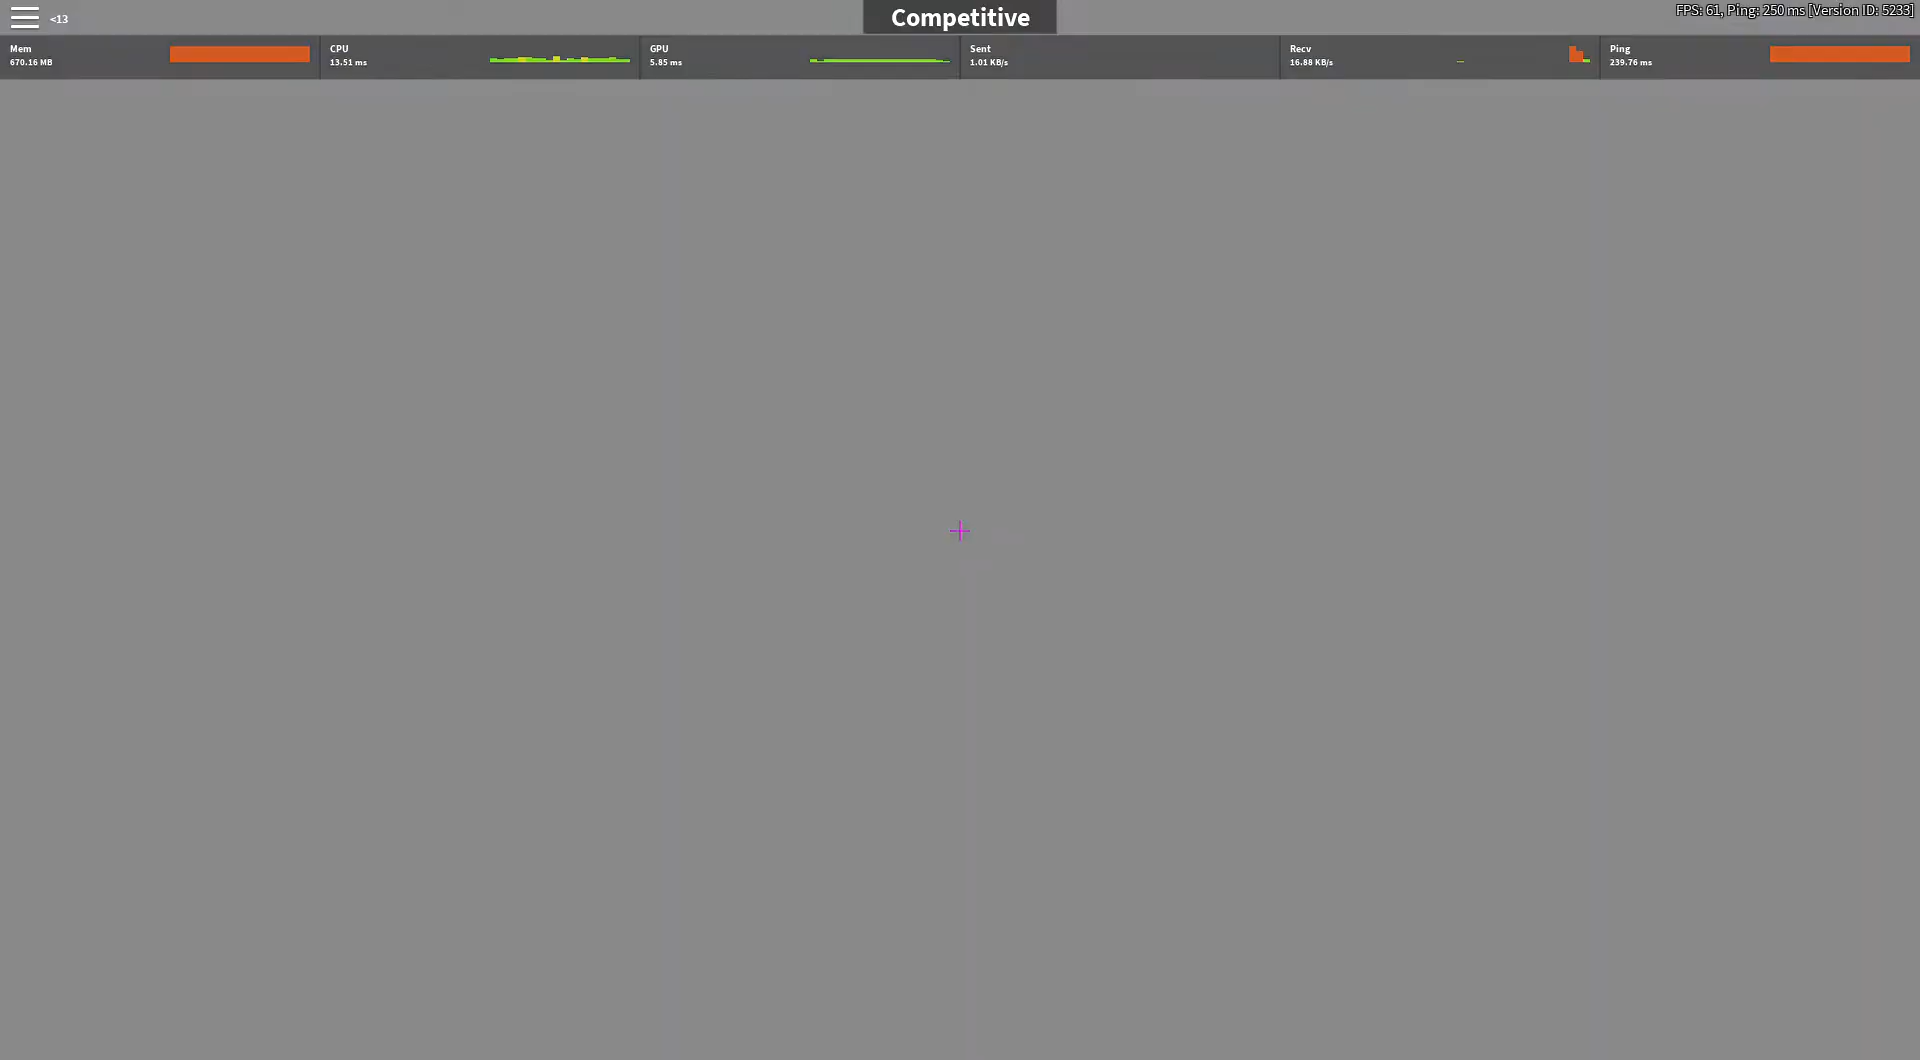 <13
Competitive
FPS: 61, Ping: 250 ms [Version ID: 5233]
Mem
670.16 MB
CPU
13.51 ms
GPU
5.85 ms
Sent
1.01 KB/s
Recv
16.88 KB/s
Ping
239.76 ms